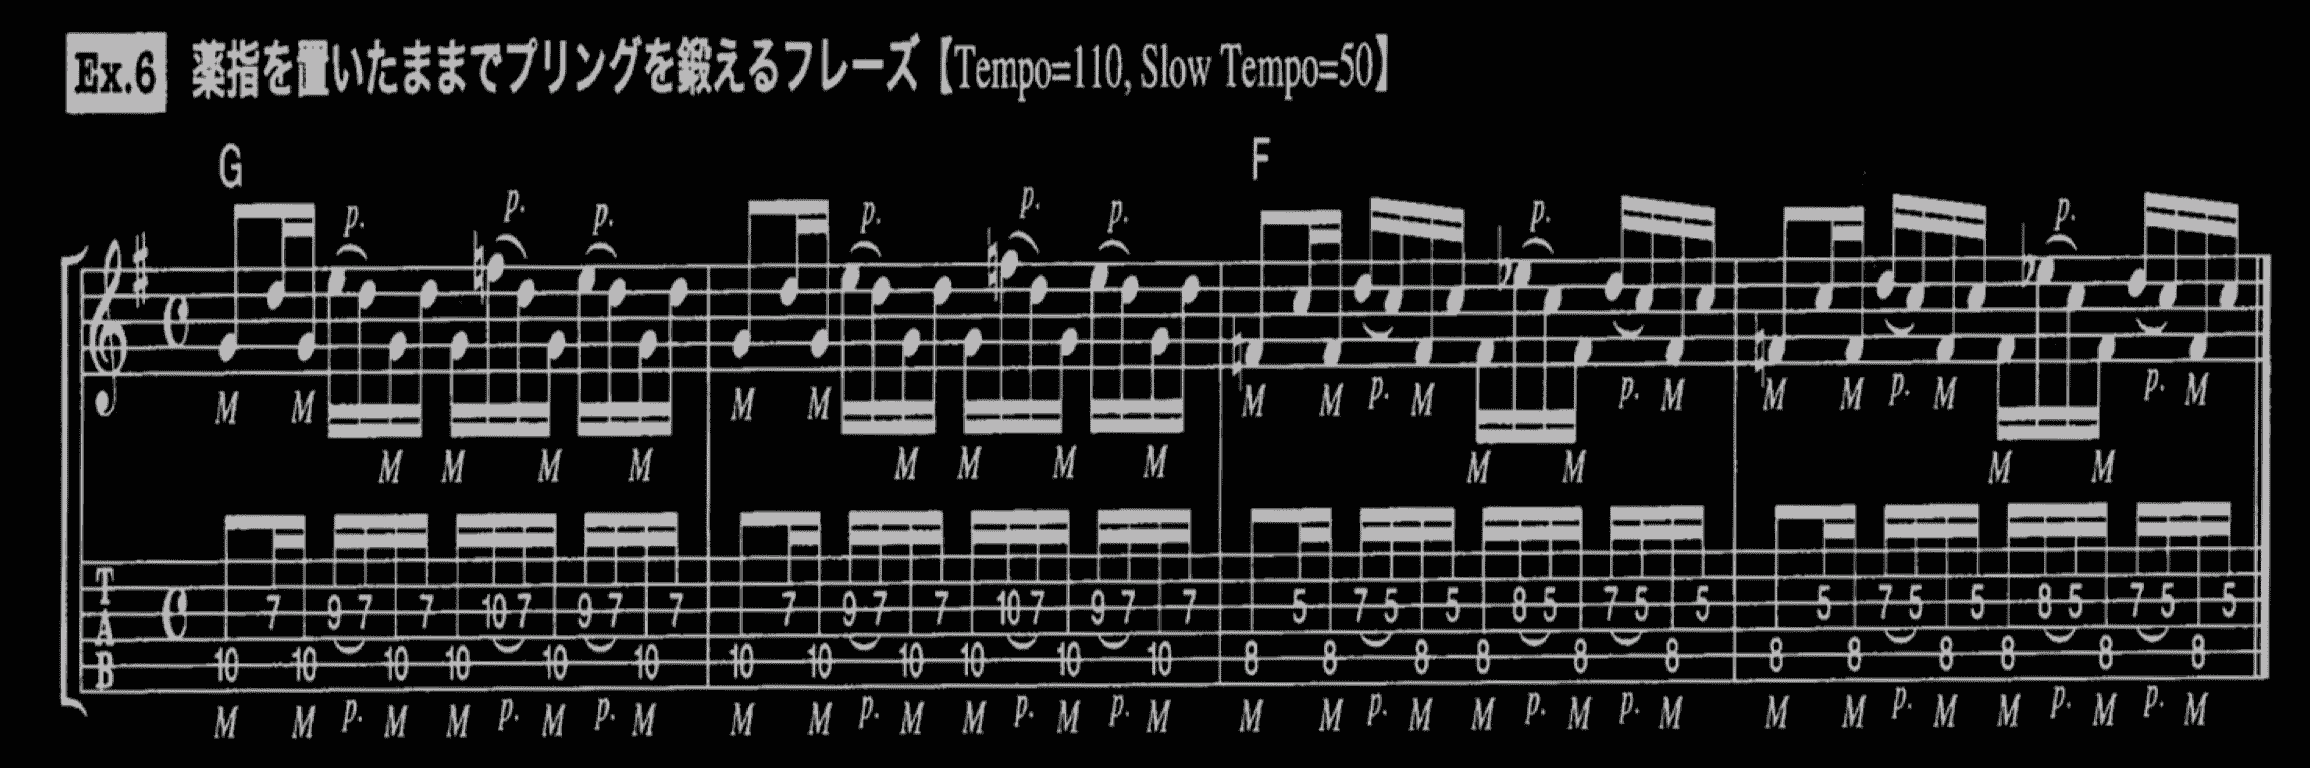 Ex.6 薬指を置いたままでプリングを鍛えるフレーズ【Tempo=110, Slow Tempo=50】
G F
p. p. p. p. p. p. p. p.
M M M M p. M p. M M M p. M p. M
M M M M M M M M M M M M
T A B
7 9 7 7 10 7 9 7 7 7 9 7 7 10 7 9 7 7 5 7 5 5 8 5 7 5 5 5 7 5 5 8 5 7 5 5
10 10 10 10 10 10 10 10 10 10 10 10 8 8 8 8 8 8 8 8 8 8 8 8
M M p. M M p. M p. M M M p. M M p. M p. M M M p. M M p. M p. M M M p. M M p. M p. M